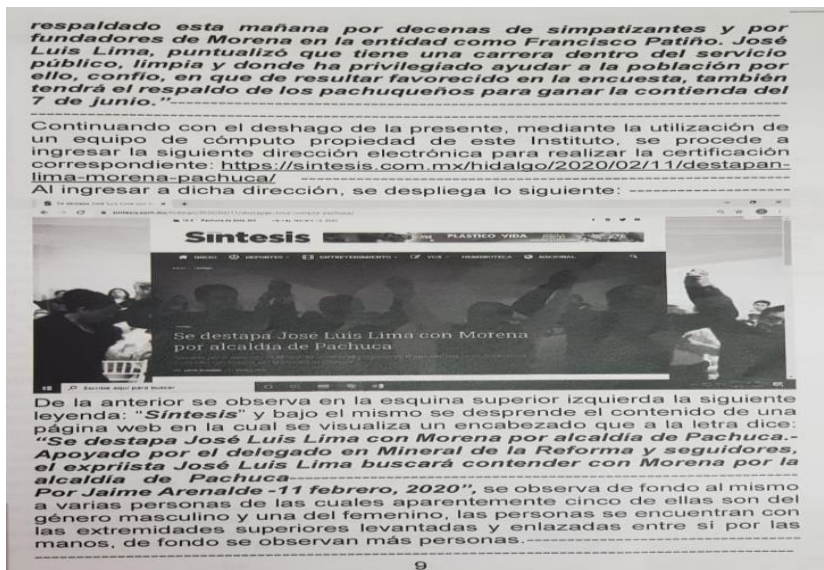 respaldado esta mañana por decenas de simpatizantes y por
fundadores de Morena en la entidad como Francisco Patiño. José
Luis Lima, puntualizó que tiene una carrera dentro del servicio
público, limpia y donde ha privilegiado ayudar a la población por
ello, confío, en que de resultar favorecido en la encuesta, también
tendrá el respaldo de los pachuqueños para ganar la contienda del
7 de junio."
Continuando con el deshago de la presente, mediante la utilización de
un equipo de cómputo propiedad de este Instituto, se procede a
ingresar la siguiente dirección electrónica para realizar la certificación
correspondiente: https://sintesis.com.mx/hidalgo/2020/02/11/destapan-
lima-morena-pachuca/
Al ingresar a dicha dirección, se despliega lo siguiente:
Síntesis
PLASTICO VIDA
INICIO DEPORTES ENTRETENIMIENTO VOX HEMEROTECA NACIONAL
Se destapa José Luis Lima con Morena
por alcaldía de Pachuca
Escribe aquí para buscar
De la anterior se observa en la esquina superior izquierda la siguiente
leyenda: "Síntesis" y bajo el mismo se desprende el contenido de una
página web en la cual se visualiza un encabezado que a la letra dice:
"Se destapa José Luis Lima con Morena por alcaldía de Pachuca.-
Apoyado por el delegado en Mineral de la Reforma y seguidores,
el expriista José Luis Lima buscará contender con Morena por la
alcaldía de Pachuca
Por Jaime Arenalde -11 febrero, 2020", se observa de fondo al mismo
a varias personas de las cuales aparentemente cinco de ellas son del
género masculino y una del femenino, las personas se encuentran con
las extremidades superiores levantadas y enlazadas entre sí por las
manos, de fondo se observan más personas.
9